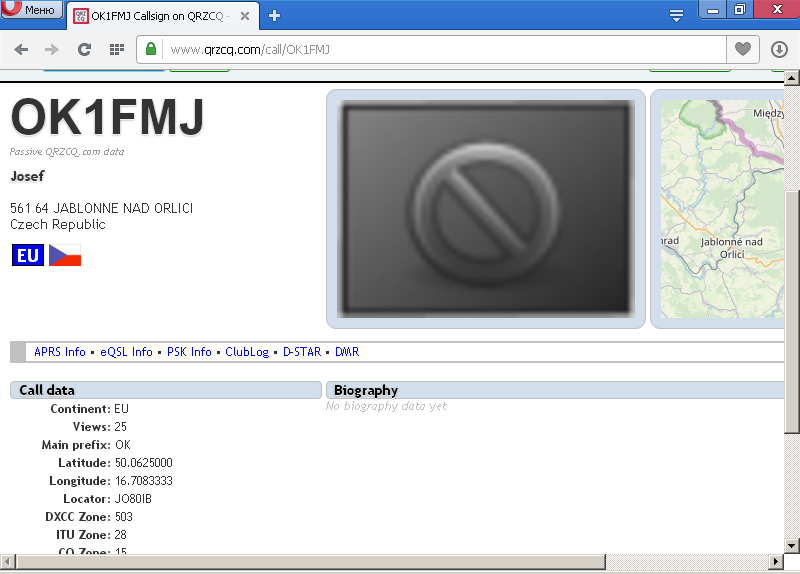 Меню
OK1FMJ Callsign on QRZCQ -
www.qrzcq.com/call/OK1FMJ
OK1FMJ
Passive QRZCQ.com data
Josef
561 64 JABLONNE NAD ORLICI
Czech Republic
EU
Między
hrad
Jablonné nad
Orlicí
APRS Info • eQSL Info • PSK Info • ClubLog • D-STAR • DMR
Call data
Biography
No biography data yet
Continent: EU
Views: 25
Main prefix: OK
Latitude: 50.0625000
Longitude: 16.7083333
Locator: JO80IB
DXCC Zone: 503
ITU Zone: 28
CQ Zone: 15